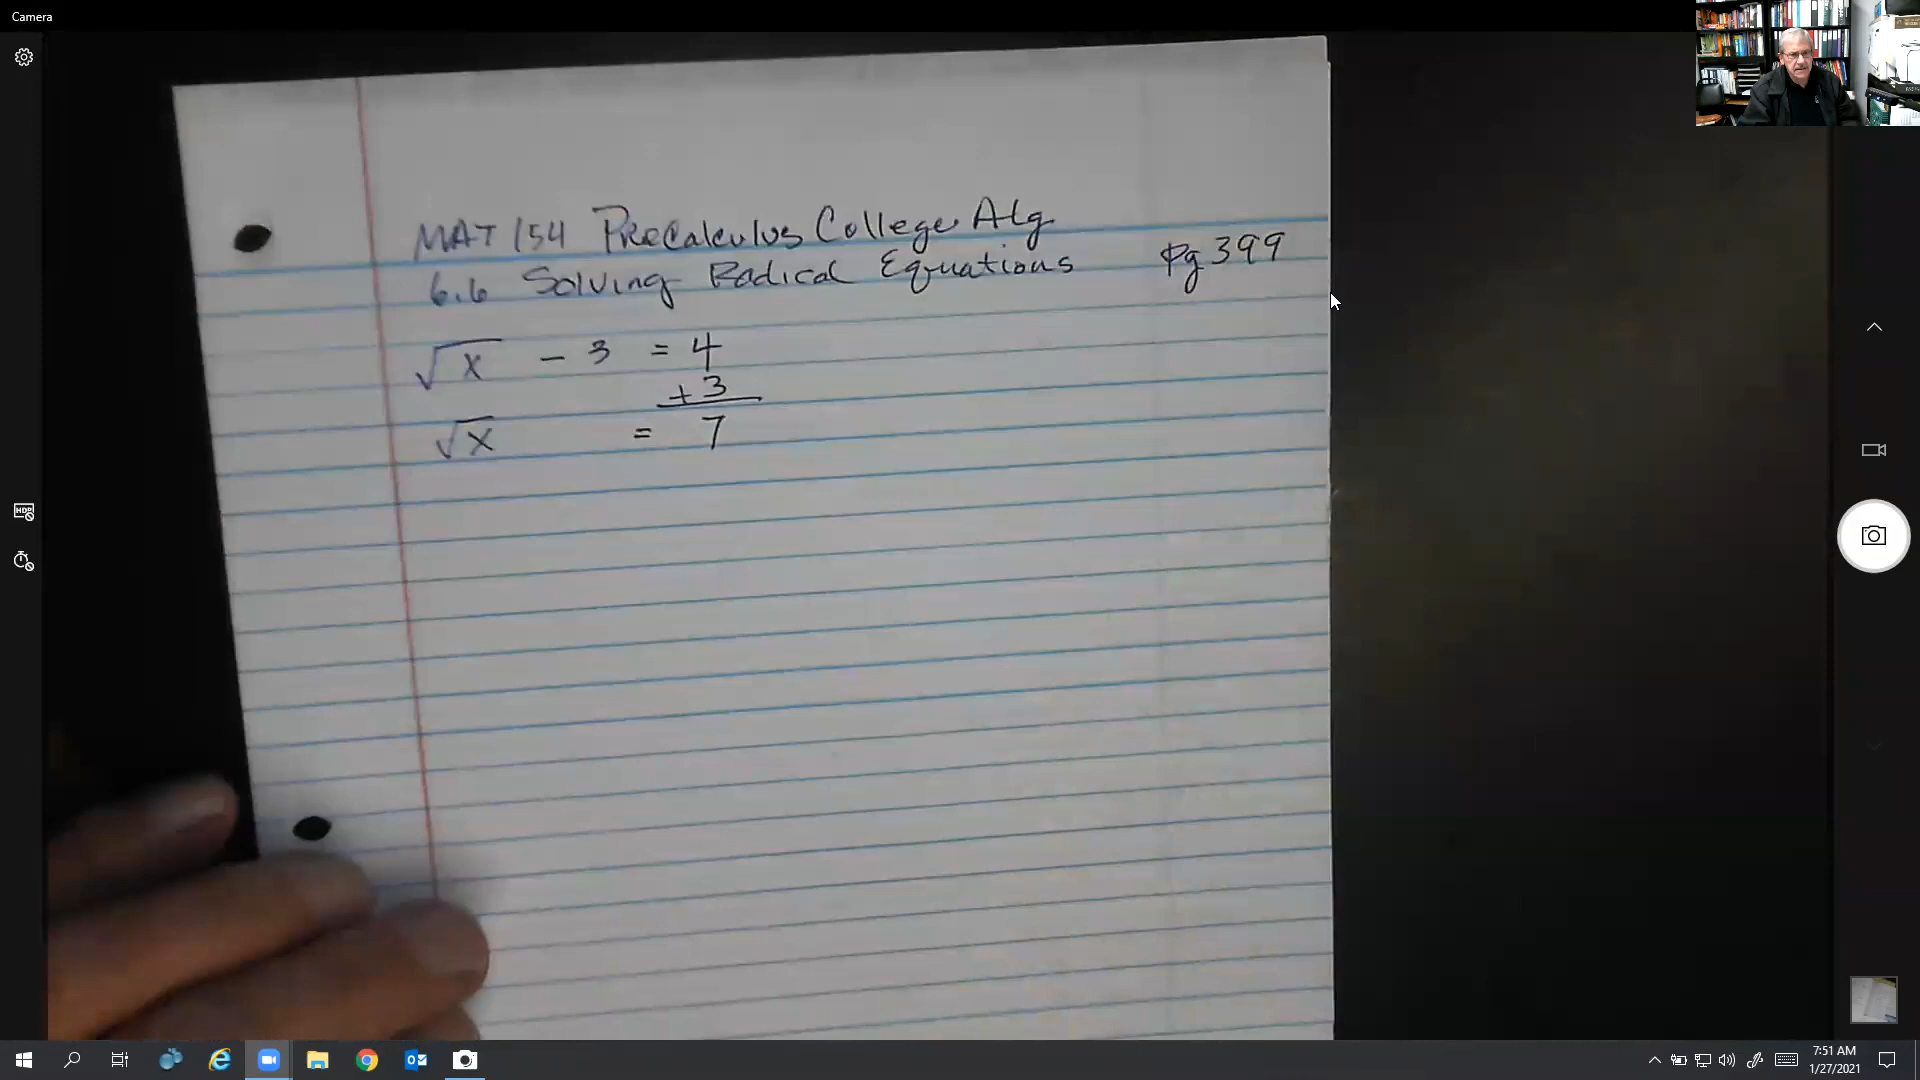 Camera
MAT 154 Precalculus College Alg
6.6 Solving Radical Equations pg 399
√x - 3 = 4
+3
√x = 7
7:51 AM
1/27/2021